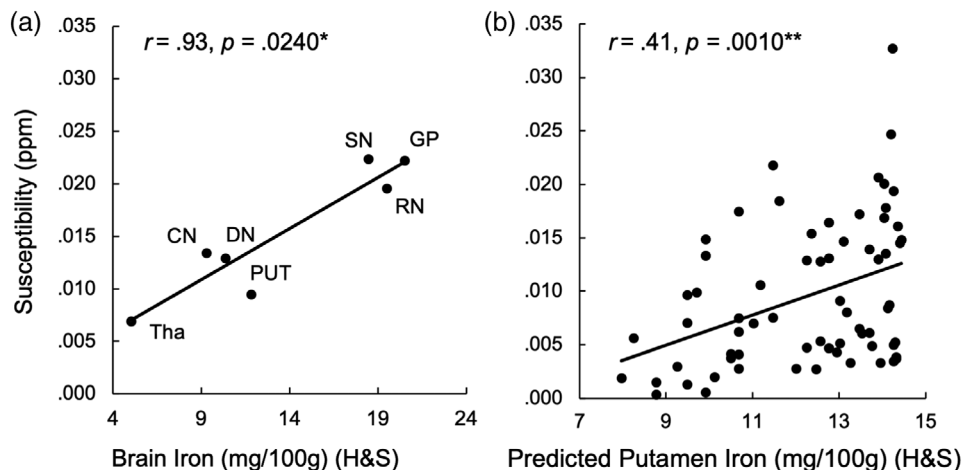 (a)
r = .93, p = .0240*
Susceptibility (ppm)
.035
.030
.025
.020
.015
.010
.005
.000
SN
GP
RN
CN
DN
PUT
Tha
4
9
14
19
24
Brain Iron (mg/100g) (H&S)
(b)
r = .41, p = .0010**
.035
.030
.025
.020
.015
.010
.005
.000
7
9
11
13
15
Predicted Putamen Iron (mg/100g) (H&S)